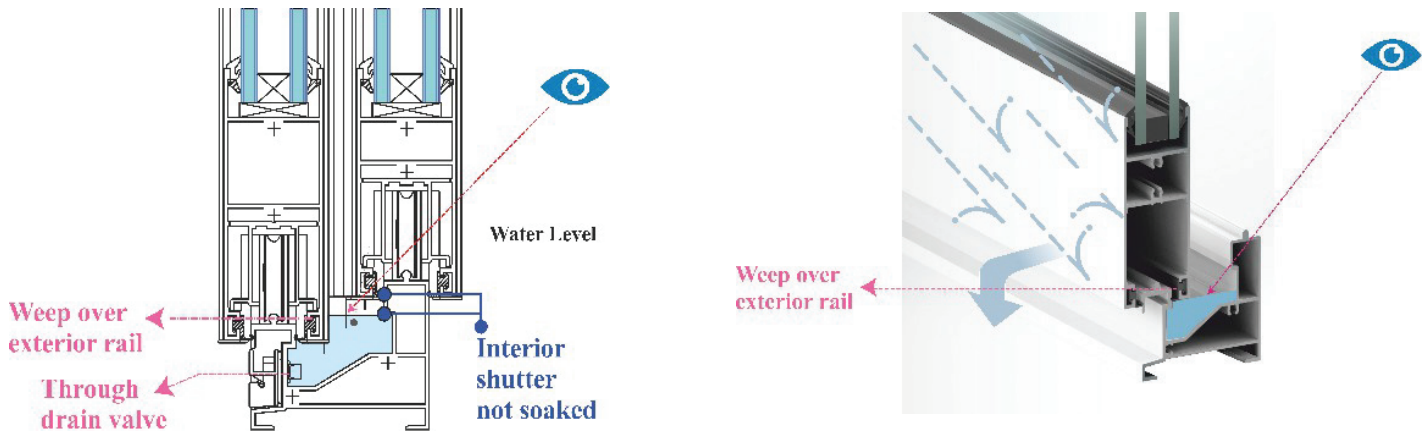 Water Level
Weep over
exterior rail
Through
drain valve
Interior
shutter
not soaked
Weep over
exterior rail